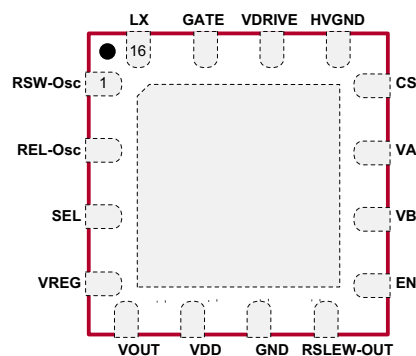 LX GATE VDRIVE HVGND
16
RSW-Osc 1 CS
REL-Osc VA
SEL VB
VREG EN
VOUT VDD GND RSLEW-OUT